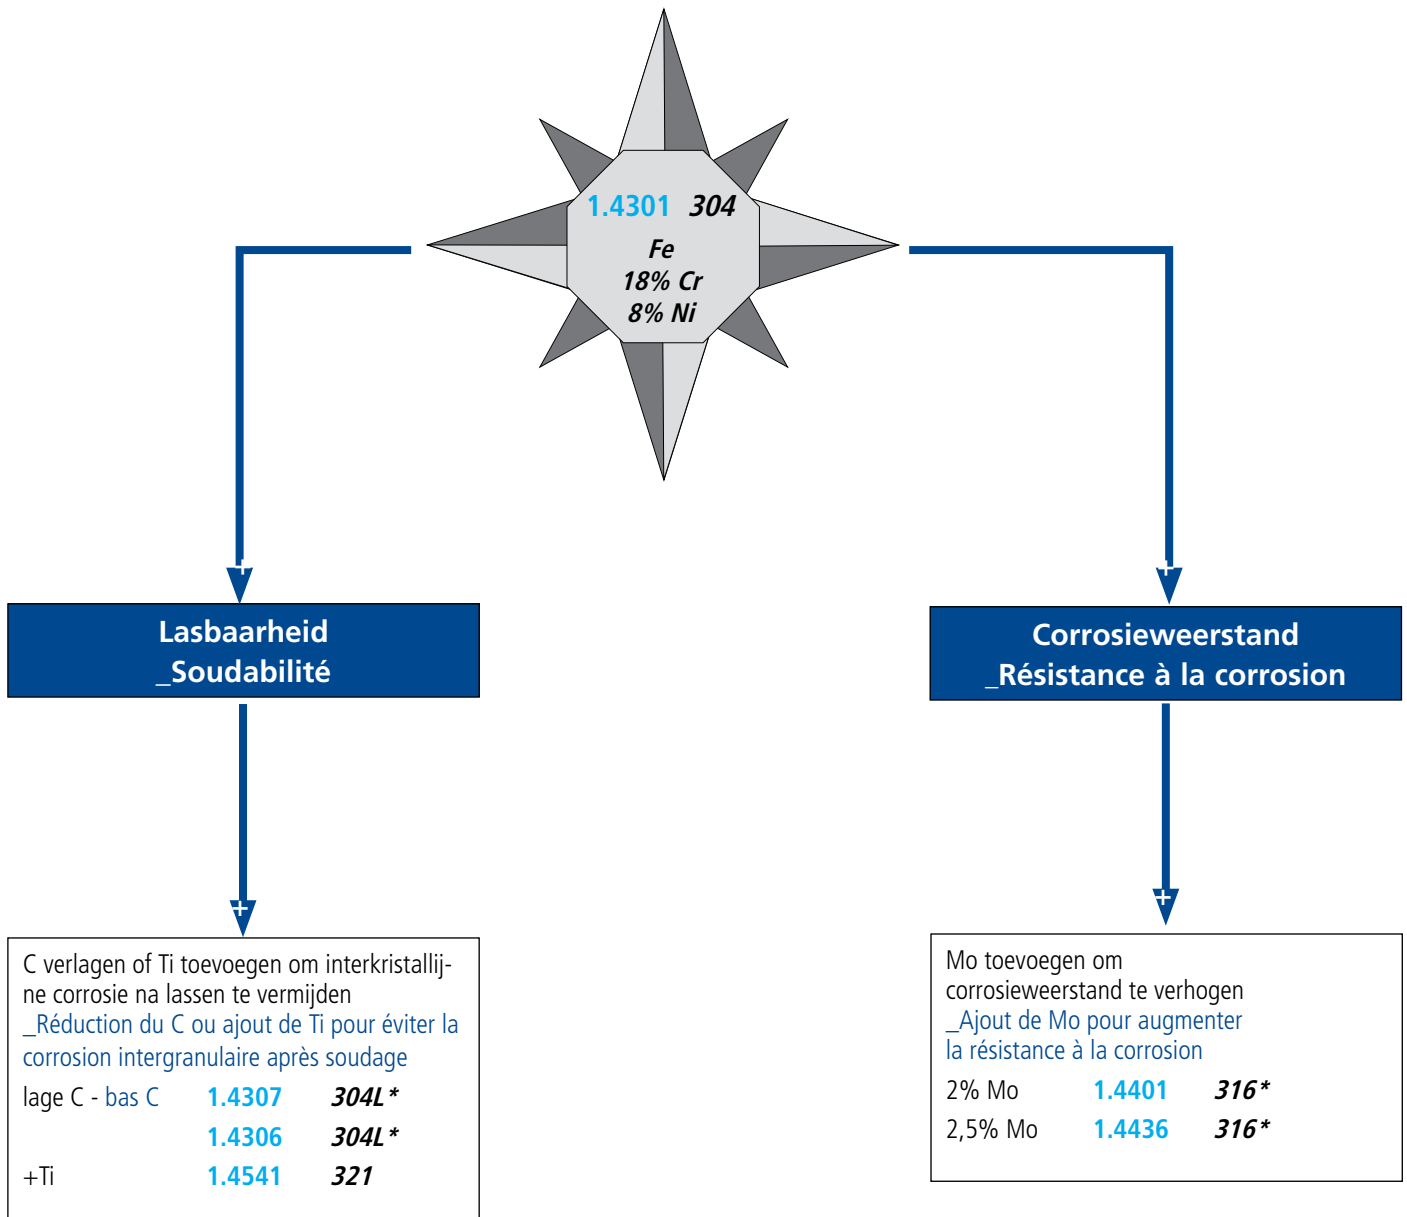 1.4301 304
Fe
18% Cr
8% Ni
+
+
Lasbaarheid
_Soudabilité
Corrosieweerstand
_Résistance à la corrosion
+
+
C verlagen of Ti toevoegen om interkristallij-
ne corrosie na lassen te vermijden
_Réduction du C ou ajout de Ti pour éviter la
corrosion intergranulaire après soudage
lage C - bas C 1.4307 304L*
1.4306 304L*
+Ti 1.4541 321
Mo toevoegen om
corrosieweerstand te verhogen
_Ajout de Mo pour augmenter
la résistance à la corrosion
2% Mo 1.4401 316*
2,5% Mo 1.4436 316*